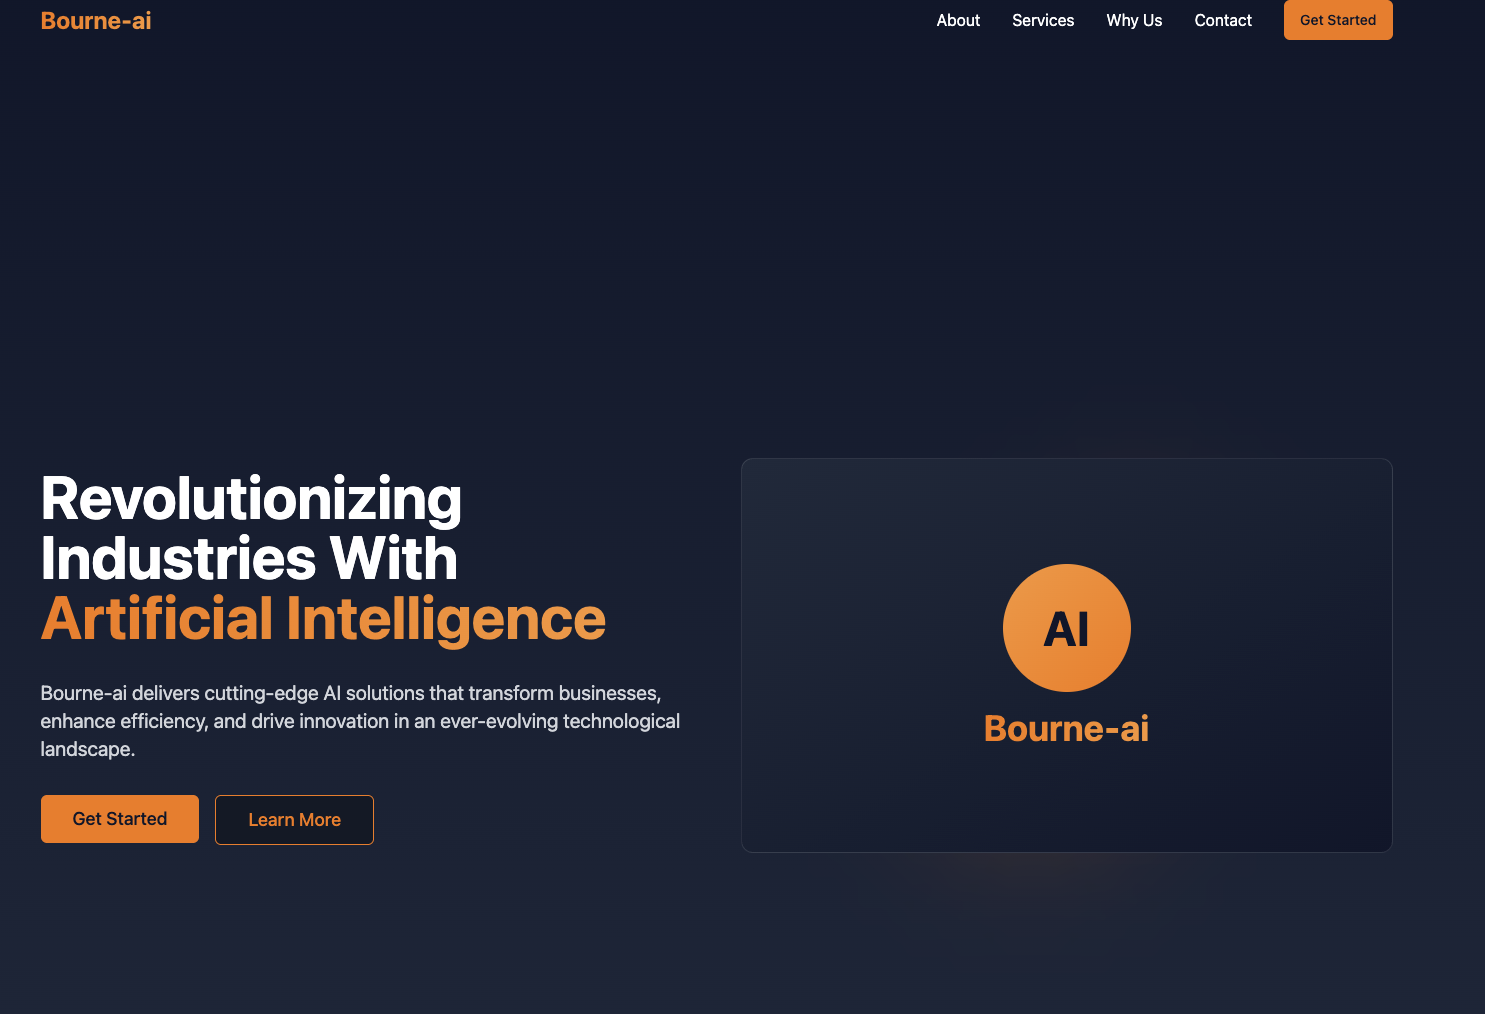 Bourne-ai
About
Services
Why Us
Contact
Get Started
Revolutionizing
Industries With
Artificial Intelligence
Bourne-ai delivers cutting-edge AI solutions that transform businesses,
enhance efficiency, and drive innovation in an ever-evolving technological
landscape.
Get Started
Learn More
AI
Bourne-ai